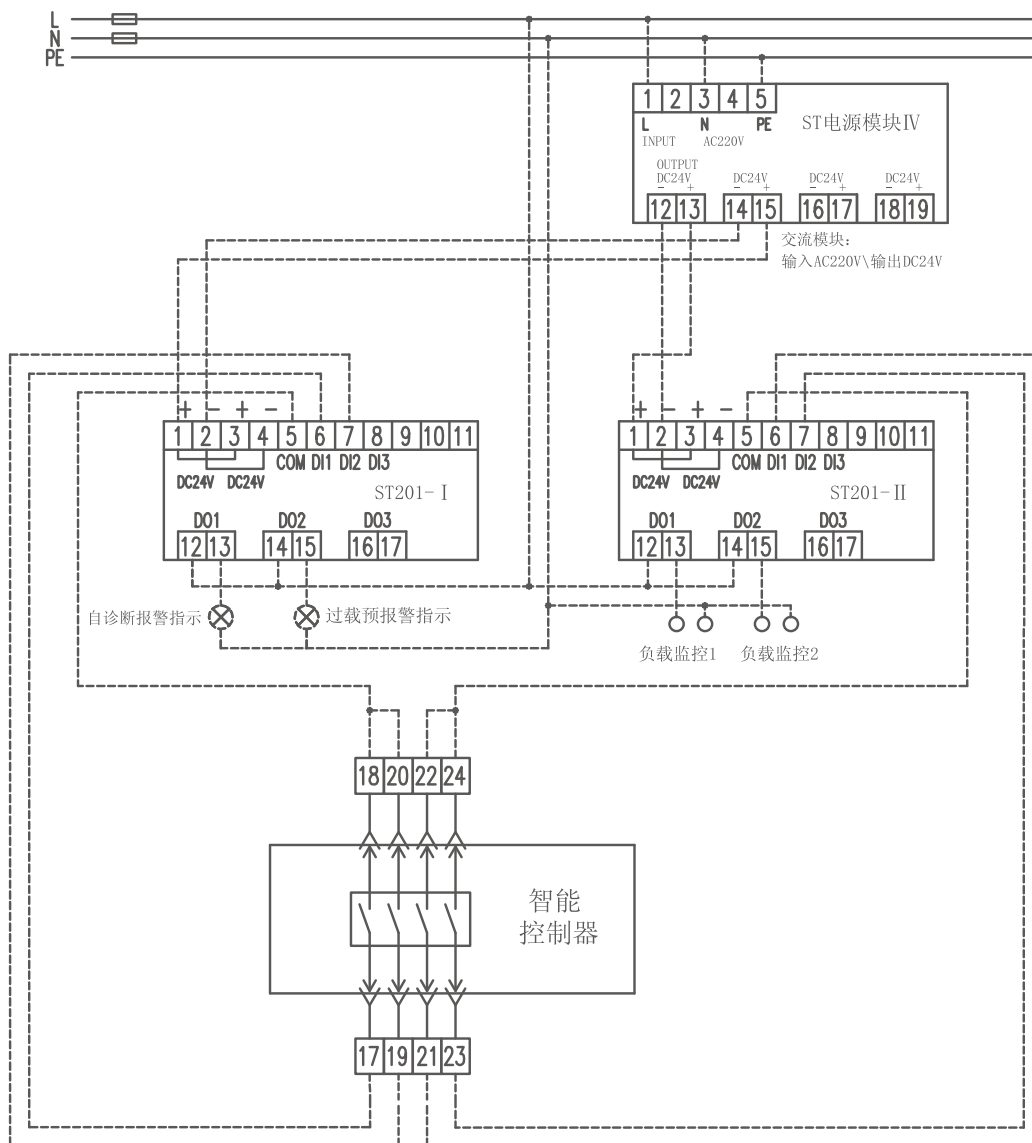 L
N
PE
1 2 3 4 5
L N PE
INPUT AC220V
ST电源模块Ⅳ
OUTPUT
DC24V DC24V DC24V DC24V
- + - + - + - +
12 13 14 15 16 17 18 19
交流模块:
输入AC220V\输出DC24V
+ - + -
1 2 3 4 5 6 7 8 9 10 11
COM DI1 DI2 DI3
DC24V DC24V
ST201-Ⅰ
DO1 DO2 DO3
12 13 14 15 16 17
+ - + -
1 2 3 4 5 6 7 8 9 10 11
COM DI1 DI2 DI3
DC24V DC24V
ST201-Ⅱ
DO1 DO2 DO3
12 13 14 15 16 17
自诊断报警指示
过载预报警指示
负载监控1
负载监控2
18 20 22 24
智能
控制器
17 19 21 23